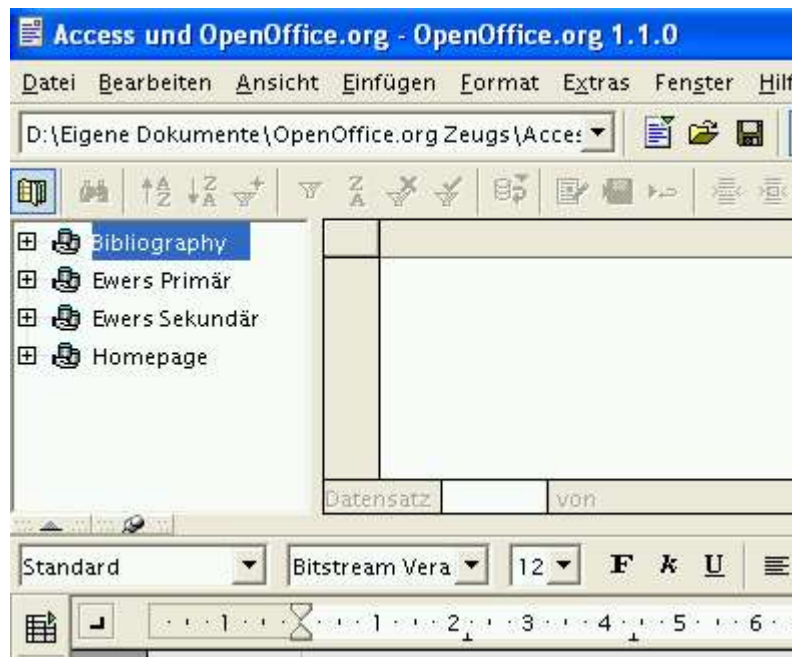 Access und OpenOffice.org - OpenOffice.org 1.1.0
Datei Bearbeiten Ansicht Einfügen Format Extras Fenster Hilf
D:\Eigene Dokumente\OpenOffice.org Zeugs\Acces
Bibliography
Ewers Primär
Ewers Sekundär
Homepage
Datensatz von
Standard Bitstream Vera 12 F k U
1 1 2 3 4 5 6